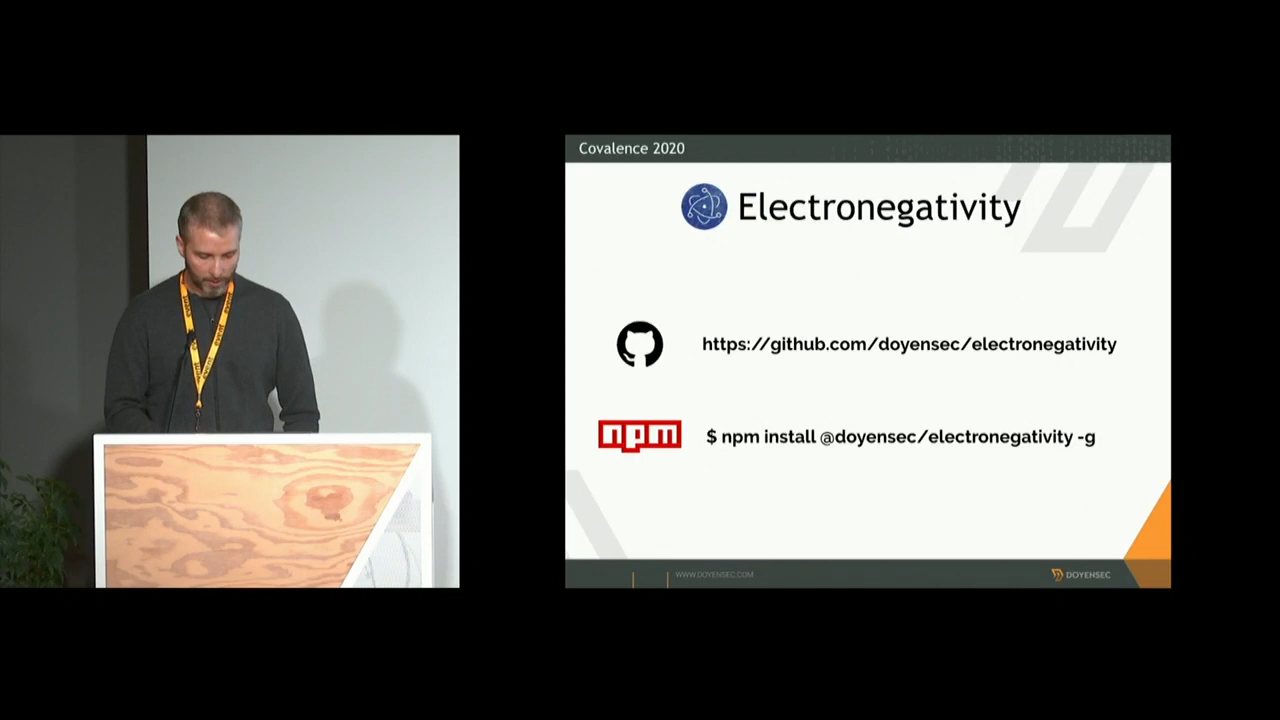 Covalence 2020
Electronegativity
https://github.com/doyensec/electronegativity
npm
$ npm install @doyensec/electronegativity -g
WWW.DOYENSEC.COM
DOYENSEC